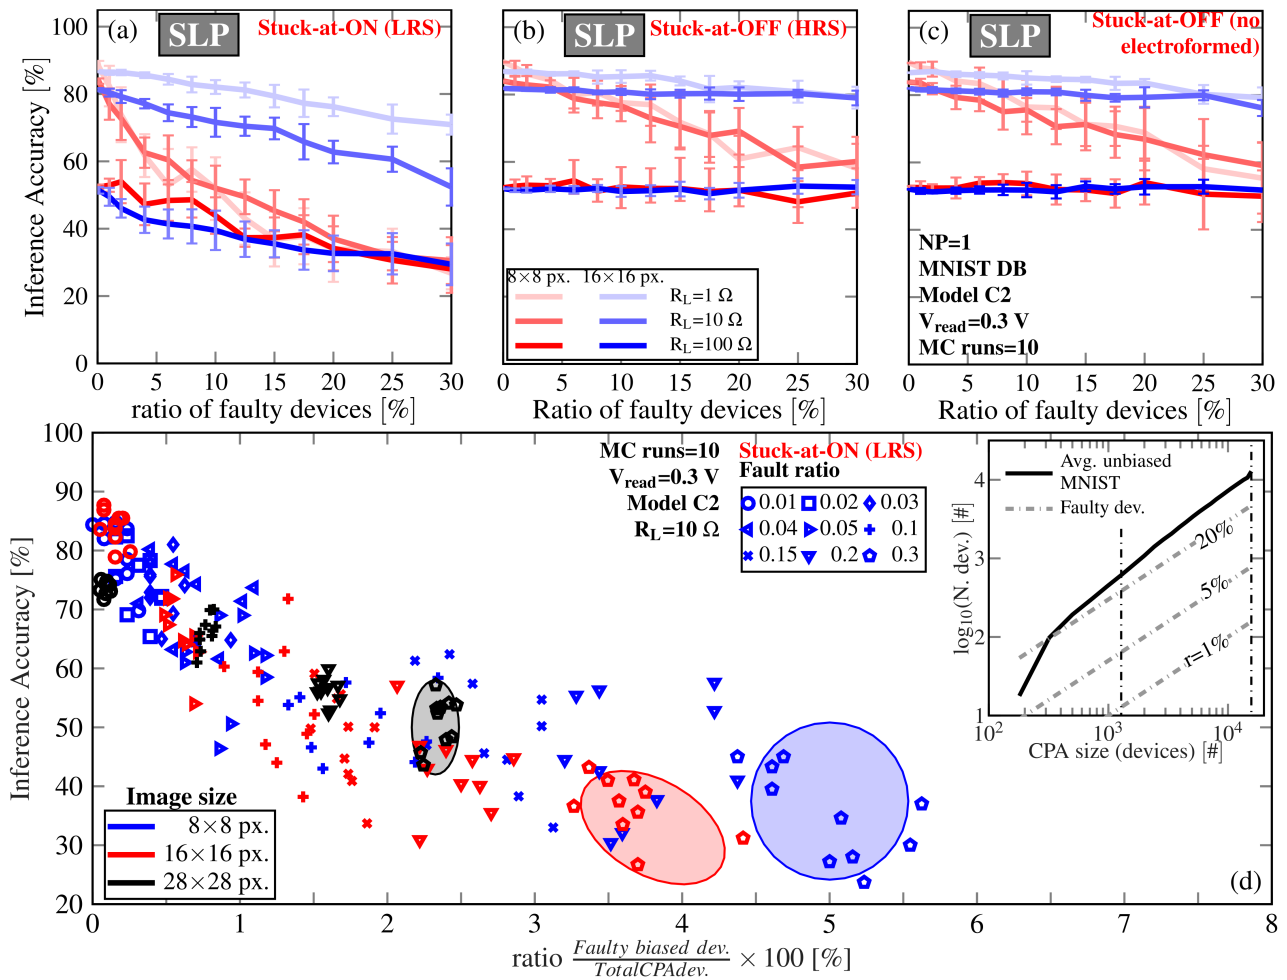 (a)
SLP
Stuck-at-ON (LRS)
Inference Accuracy [%]
100
80
60
40
20
0
0
5
10
15
20
25
30
ratio of faulty devices [%]
(b)
SLP
Stuck-at-OFF (HRS)
8×8 px.
16×16 px.
R_L=1 Ω
R_L=10 Ω
R_L=100 Ω
0
5
10
15
20
25
30
Ratio of faulty devices [%]
(c)
SLP
Stuck-at-OFF (no
electroformed)
NP=1
MNIST DB
Model C2
V_read=0.3 V
MC runs=10
0
5
10
15
20
25
30
Ratio of faulty devices [%]
Inference Accuracy [%]
100
90
80
70
60
50
40
30
20
MC runs=10
V_read=0.3 V
Model C2
R_L=10 Ω
Stuck-at-ON (LRS)
Fault ratio
0.01 0.02 0.03
0.04 0.05 0.1
0.15 0.2 0.3
Image size
8×8 px.
16×16 px.
28×28 px.
log₁₀(N. dev.) [#]
4
3
2
1
Avg. unbiased
MNIST
Faulty dev.
20%
5%
r=1%
10²
10³
10⁴
CPA size (devices) [#]
(d)
0
1
2
3
4
5
6
7
8
ratio Faulty biased dev./TotalCPAdev. × 100 [%]